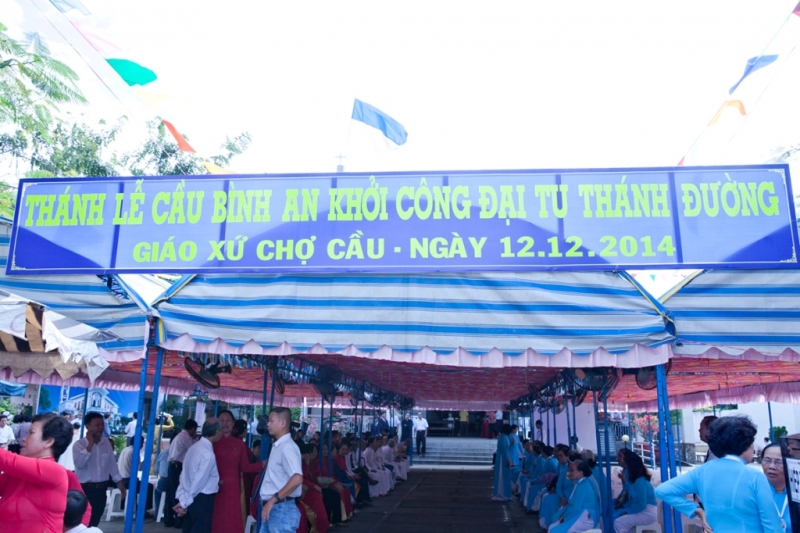 THÁNH LỄ CẦU BÌNH AN KHỞI CÔNG ĐẠI TU THÁNH ĐƯỜNG
GIÁO XỨ CHỢ CẦU - NGÀY 12.12.2014